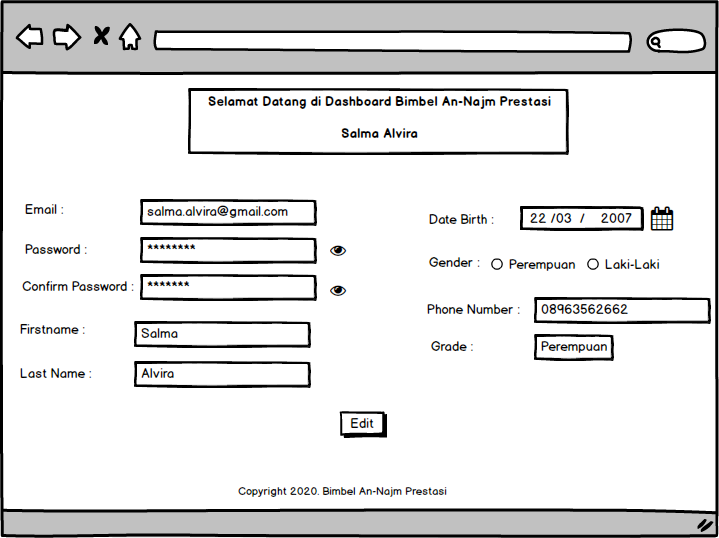 Selamat Datang di Dashboard Bimbel An-Najm Prestasi
Salma Alvira
Email : salma.alvira@gmail.com
Password : ********
Confirm Password : *******
Firstname : Salma
Last Name : Alvira
Date Birth : 22 /03 / 2007
Gender : Perempuan Laki-Laki
Phone Number : 08963562662
Grade : Perempuan
Edit
Copyright 2020. Bimbel An-Najm Prestasi